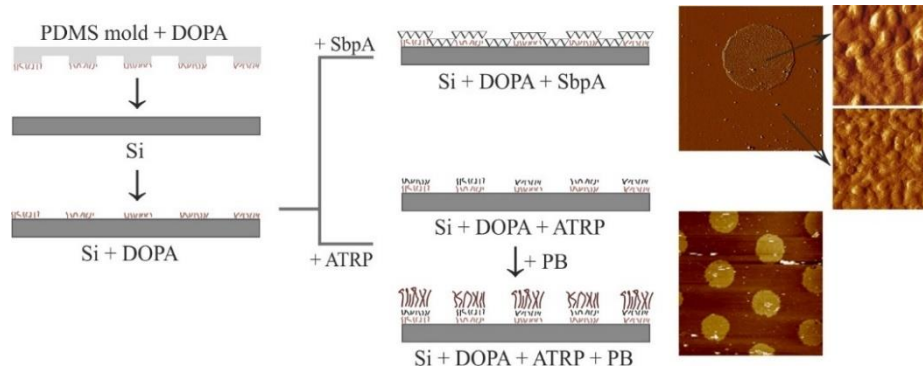 PDMS mold + DOPA
Si
Si + DOPA
+ SbpA
Si + DOPA + SbpA
+ ATRP
Si + DOPA + ATRP
+ PB
Si + DOPA + ATRP + PB